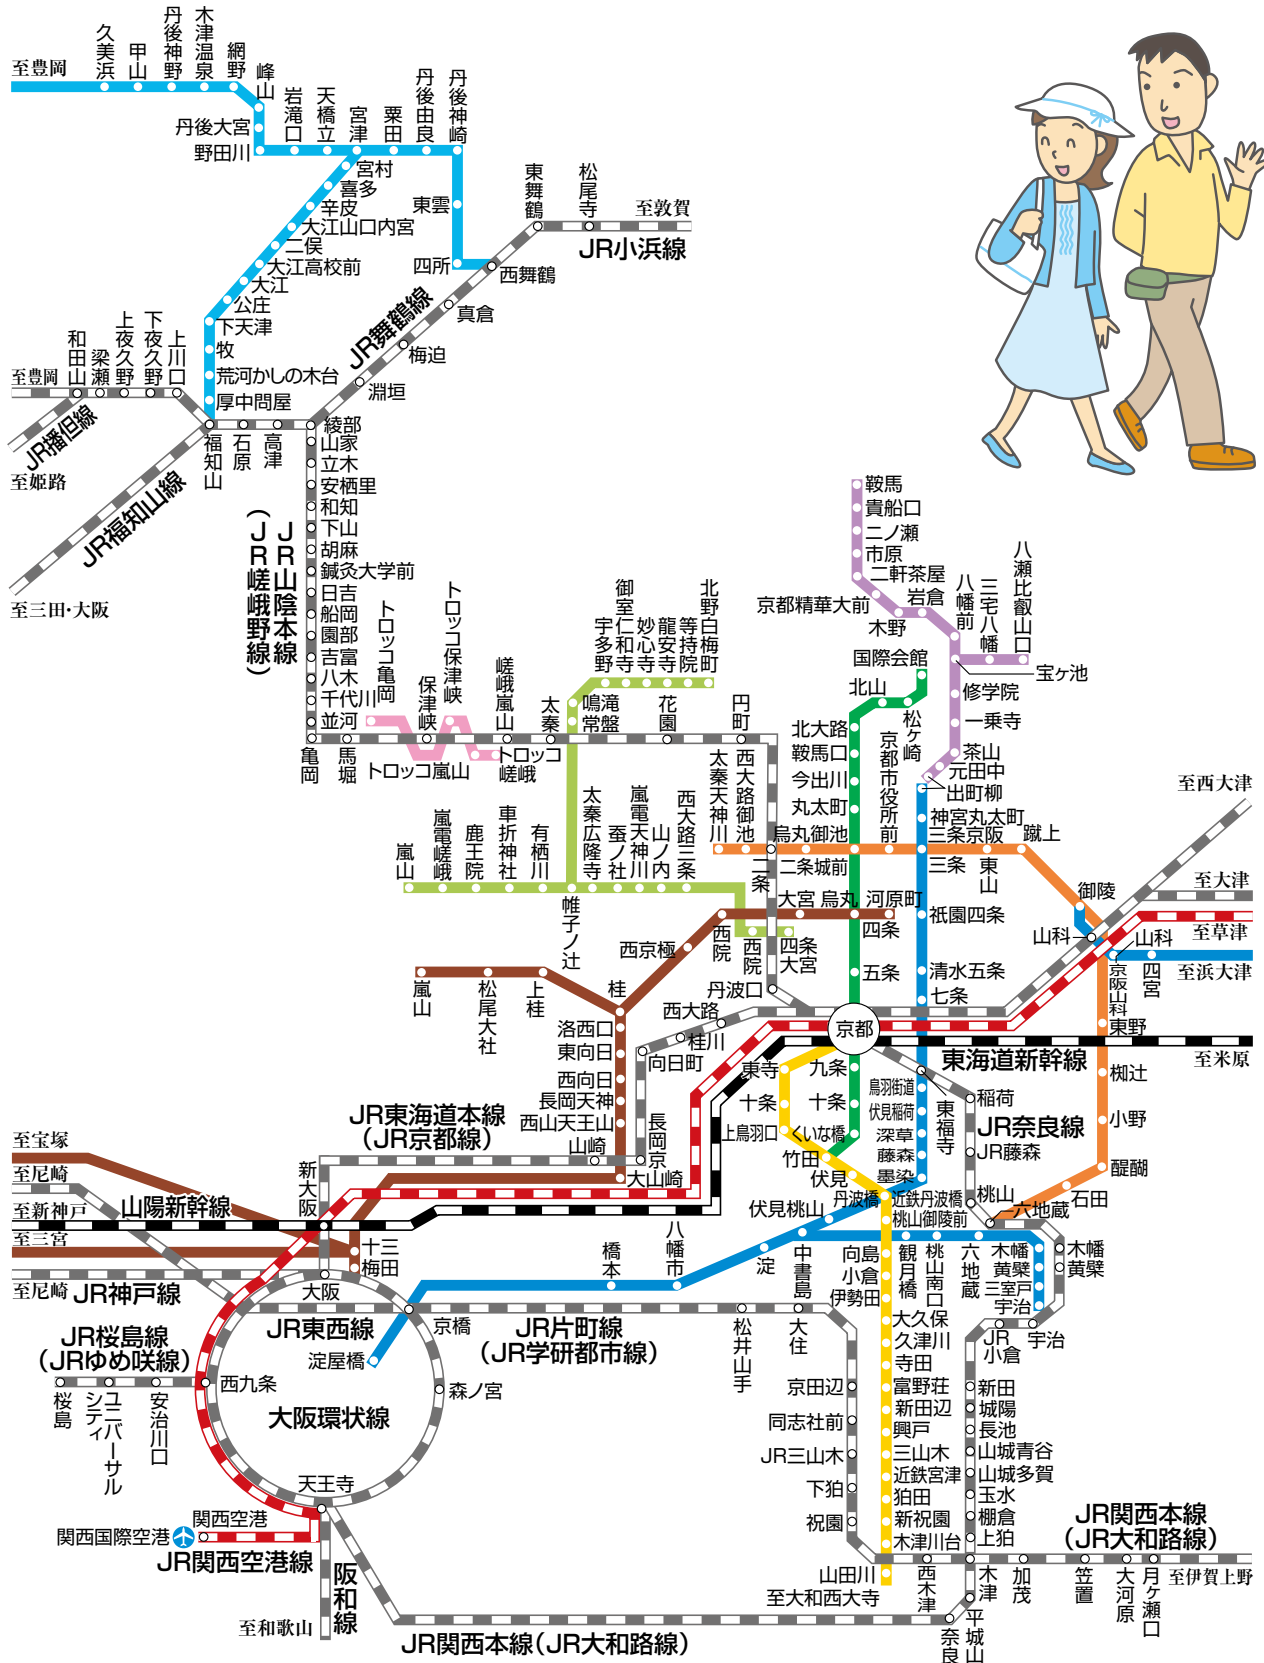 至豊岡
久美浜
甲山
丹後神野
木津温泉
網野
峰山
丹後大宮
野田川
岩滝口
天橋立
宮津
栗田
丹後由良
丹後神崎
東雲
四所
東舞鶴
松尾寺
至敦賀
JR小浜線
西舞鶴
真倉
梅迫
淵垣
JR舞鶴線
宮村
喜多
辛皮
大江山口内宮
二俣
大江高校前
大江
公庄
下天津
牧
荒河かしの木台
厚中問屋
至豊岡
和田山
梁瀬
上夜久野
下夜久野
上川口
JR播但線
至姫路
JR福知山線
至三田・大阪
福知山
石原
高津
綾部
山家
立木
安栖里
和知
下山
胡麻
鍼灸大学前
日吉
船岡
園部
吉富
八木
千代川
並河
JR山陰本線
(JR嵯峨野線)
亀岡
馬堀
トロッコ亀岡
保津峡
トロッコ保津峡
トロッコ嵐山
嵯峨嵐山
トロッコ
嵯峨
太秦
花園
円町
御室仁和寺
宇多野
妙心寺
龍安寺
等持院
北野白梅町
鳴滝
常盤
鞍馬
貴船口
二ノ瀬
市原
二軒茶屋
京都精華大前
木野
岩倉
八幡前
三宅八幡
八瀬比叡山口
宝ヶ池
修学院
一乗寺
茶山
元田中
出町柳
国際会館
北山
松ヶ崎
北大路
鞍馬口
今出川
丸太町
京都市役所前
烏丸御池
二条城前
太秦天神川
西大路御池
二条
神宮丸太町
三条京阪
三条
東山
蹴上
御陵
至西大津
至大津
至草津
至浜大津
至米原
嵐山
嵐電嵯峨
鹿王院
車折神社
有栖川
帷子ノ辻
太秦広隆寺
蚕ノ社
嵐電天神川
山ノ内
西大路三条
西院
四条
大宮
大宮
烏丸
河原町
西院
西京極
四条
五条
祇園四条
清水五条
七条
山科
山科
京阪山科
四宮
東野
椥辻
小野
醍醐
石田
嵐山
松尾大社
上桂
桂
洛西口
東向日
西向日
長岡天神
西山天王山
大山崎
丹波口
西大路
桂川
向日町
長岡京
山崎
京都
東海道新幹線
東寺
十条
上鳥羽口
九条
十条
くいな橋
竹田
伏見
鳥羽街道
伏見稲荷
深草
藤森
墨染
東福寺
稲荷
JR奈良線
JR藤森
桃山
六地蔵
丹波橋
近鉄丹波橋
桃山御陵前
伏見桃山
JR東海道本線
(JR京都線)
至宝塚
至尼崎
至新神戸
山陽新幹線
至三宮
至尼崎
JR神戸線
新大阪
十三
梅田
大阪
JR東西線
京橋
淀屋橋
橋本
八幡市
淀
中書島
向島
小倉
伊勢田
観月橋
桃山南口
六地蔵
木幡
黄檗
三室戸
宇治
木幡
黄檗
宇治
JR
小倉
大久保
久津川
寺田
富野荘
新田辺
興戸
三山木
近鉄宮津
狛田
新祝園
木津川台
山田川
至大和西大寺
新田
城陽
長池
山城青谷
山城多賀
玉水
棚倉
上狛
JR片町線
(JR学研都市線)
松井山手
大住
京田辺
同志社前
JR三山木
下狛
祝園
西木津
木津
加茂
笠置
大河原
月ヶ瀬口
至伊賀上野
JR関西本線
(JR大和路線)
平城山
奈良
JR関西本線(JR大和路線)
JR桜島線
(JRゆめ咲線)
桜島
ユニバーサル
シティ
安治川口
西九条
大阪環状線
森ノ宮
天王寺
関西空港
関西国際空港
JR関西空港線
阪和線
至和歌山